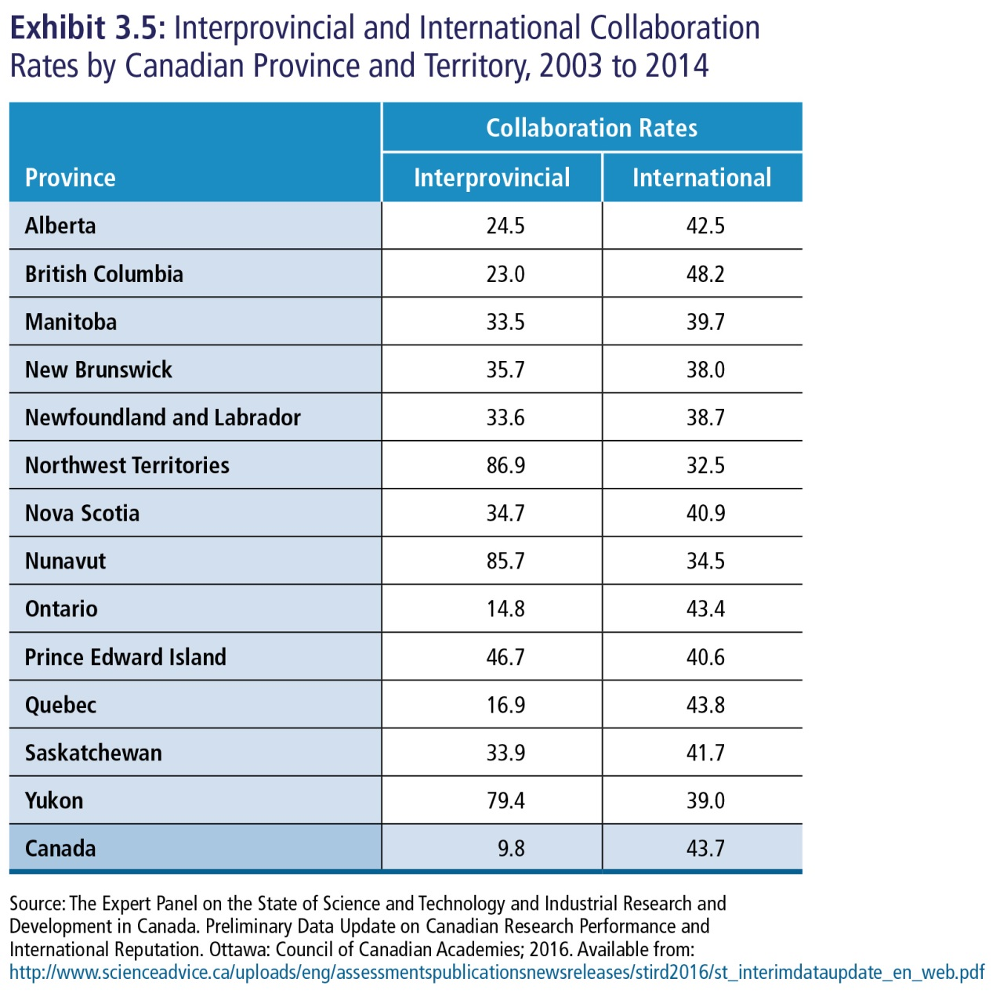 Exhibit 3.5: Interprovincial and International Collaboration
Rates by Canadian Province and Territory, 2003 to 2014
Collaboration Rates
Province Interprovincial International
Alberta 24.5 42.5
British Columbia 23.0 48.2
Manitoba 33.5 39.7
New Brunswick 35.7 38.0
Newfoundland and Labrador 33.6 38.7
Northwest Territories 86.9 32.5
Nova Scotia 34.7 40.9
Nunavut 85.7 34.5
Ontario 14.8 43.4
Prince Edward Island 46.7 40.6
Quebec 16.9 43.8
Saskatchewan 33.9 41.7
Yukon 79.4 39.0
Canada 9.8 43.7
Source: The Expert Panel on the State of Science and Technology and Industrial Research and
Development in Canada. Preliminary Data Update on Canadian Research Performance and
International Reputation. Ottawa: Council of Canadian Academies; 2016. Available from:
http://www.scienceadvice.ca/uploads/eng/assessmentspublicationsnewsreleases/stird2016/st_interimdataupdate_en_web.pdf